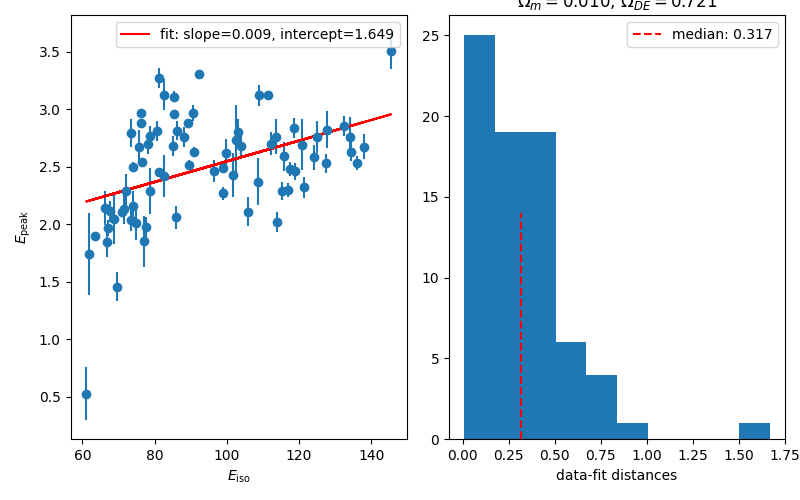 fit: slope=0.009, intercept=1.649
3.5
3.0
2.5
2.0
1.5
1.0
0.5
E_peak
60 80 100 120 140
E_iso
Ω_m = 0.010, Ω_DE = 0.721
median: 0.317
25
20
15
10
5
0
0.00 0.25 0.50 0.75 1.00 1.25 1.50 1.75
data-fit distances